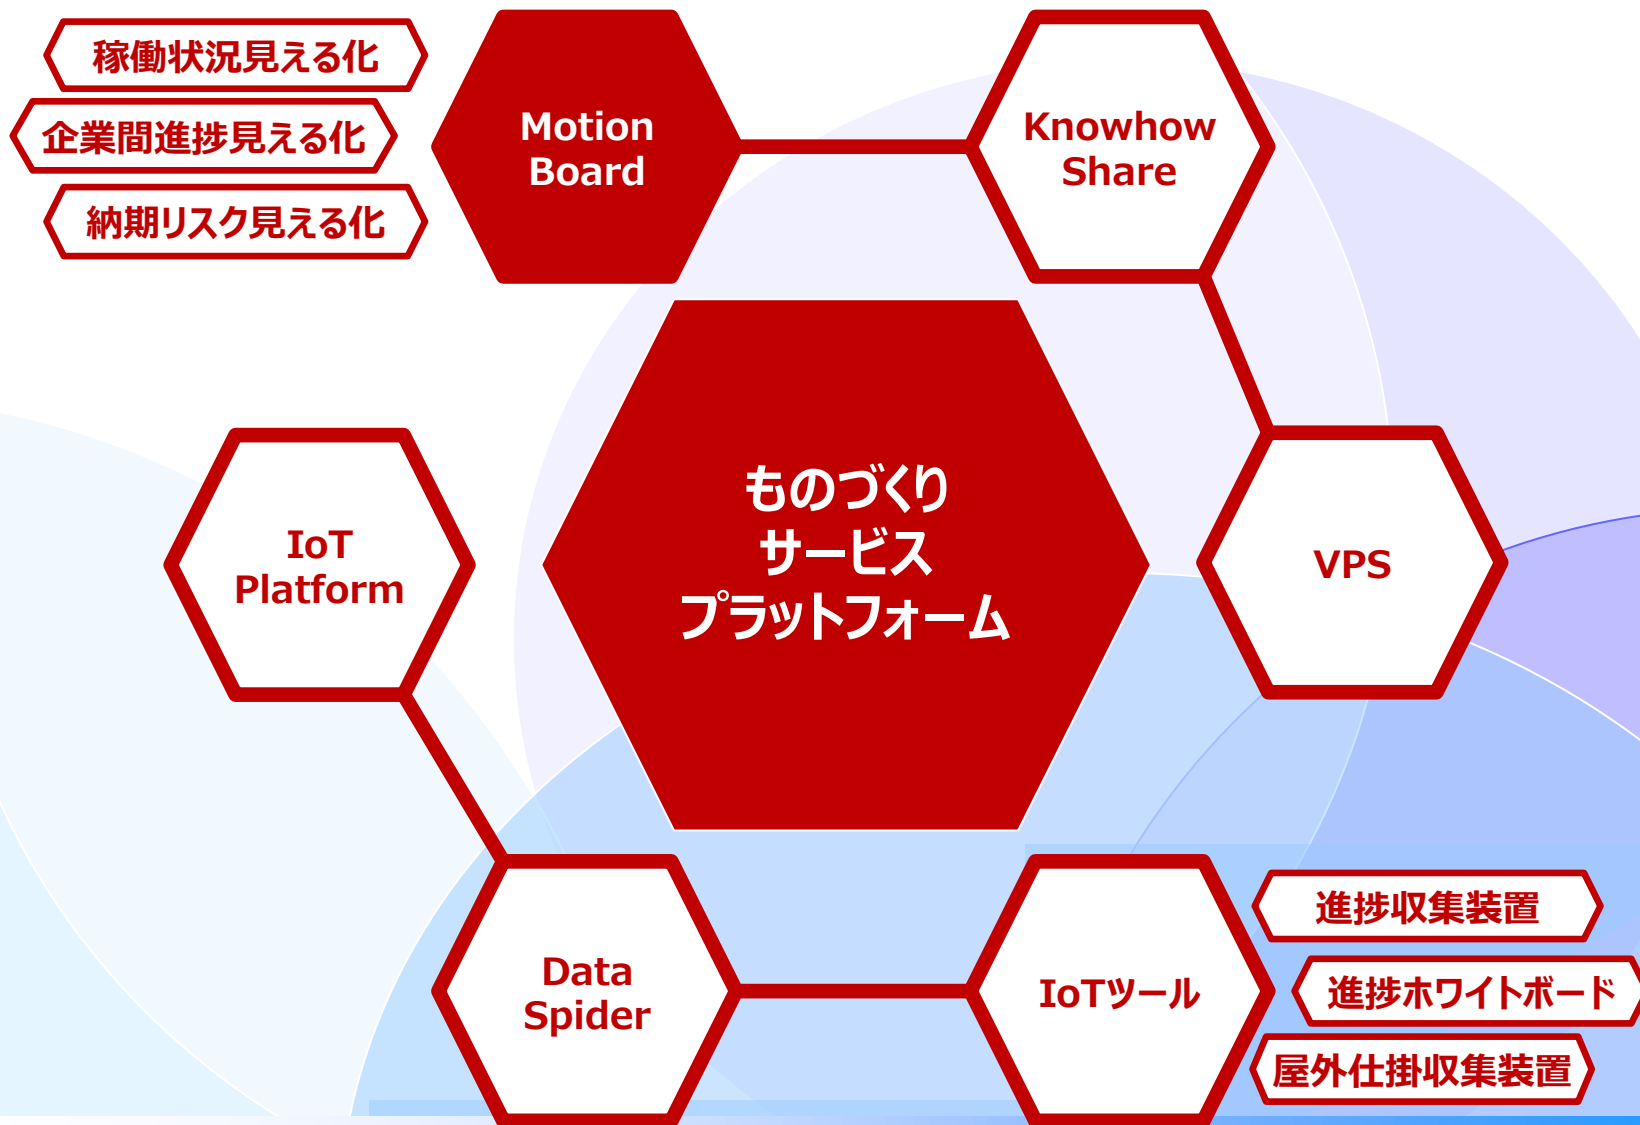 稼働状況見える化
企業間進捗見える化
納期リスク見える化
Motion
Board
Knowhow
Share
IoT
Platform
ものづくり
サービス
プラットフォーム
VPS
Data
Spider
IoTツール
進捗収集装置
進捗ホワイトボード
屋外仕掛収集装置